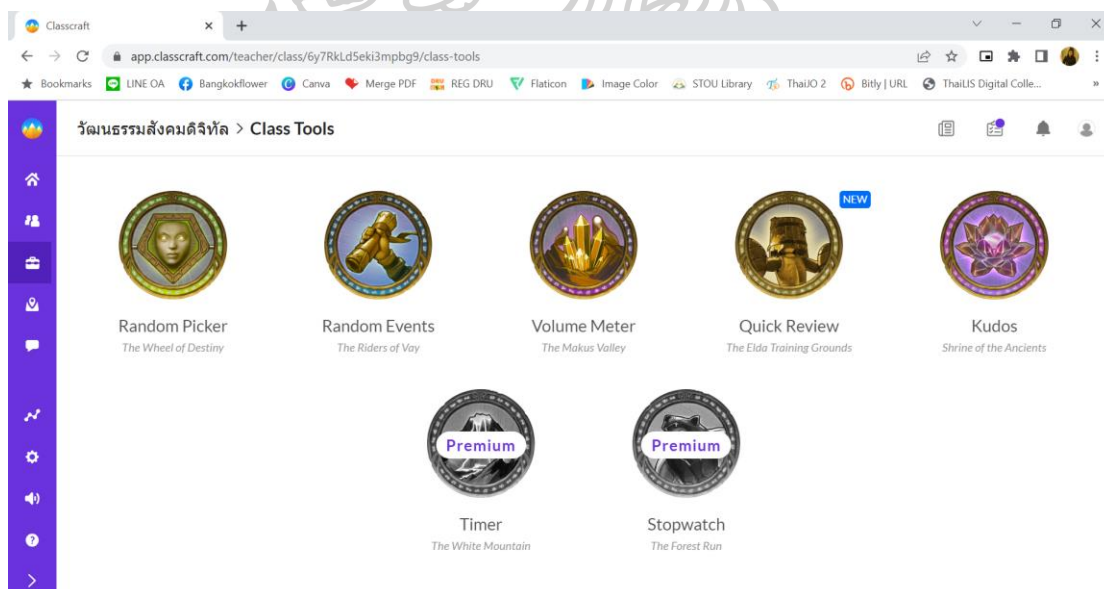 Classcraft
app.classcraft.com/teacher/class/6y7RkLd5eki3mpbg9/class-tools
Bookmarks LINE OA Bangkokflower Canva Merge PDF REG DRU Flaticon Image Color STOU Library ThaiJO 2 Bitly | URL ThaiLIS Digital Colle... »
วัฒนธรรมสังคมดิจิทัล > Class Tools
NEW
Random Picker Random Events Volume Meter Quick Review Kudos
The Wheel of Destiny The Riders of Vay The Makus Valley The Elda Training Grounds Shrine of the Ancients
Premium Premium
Timer Stopwatch
The White Mountain The Forest Run